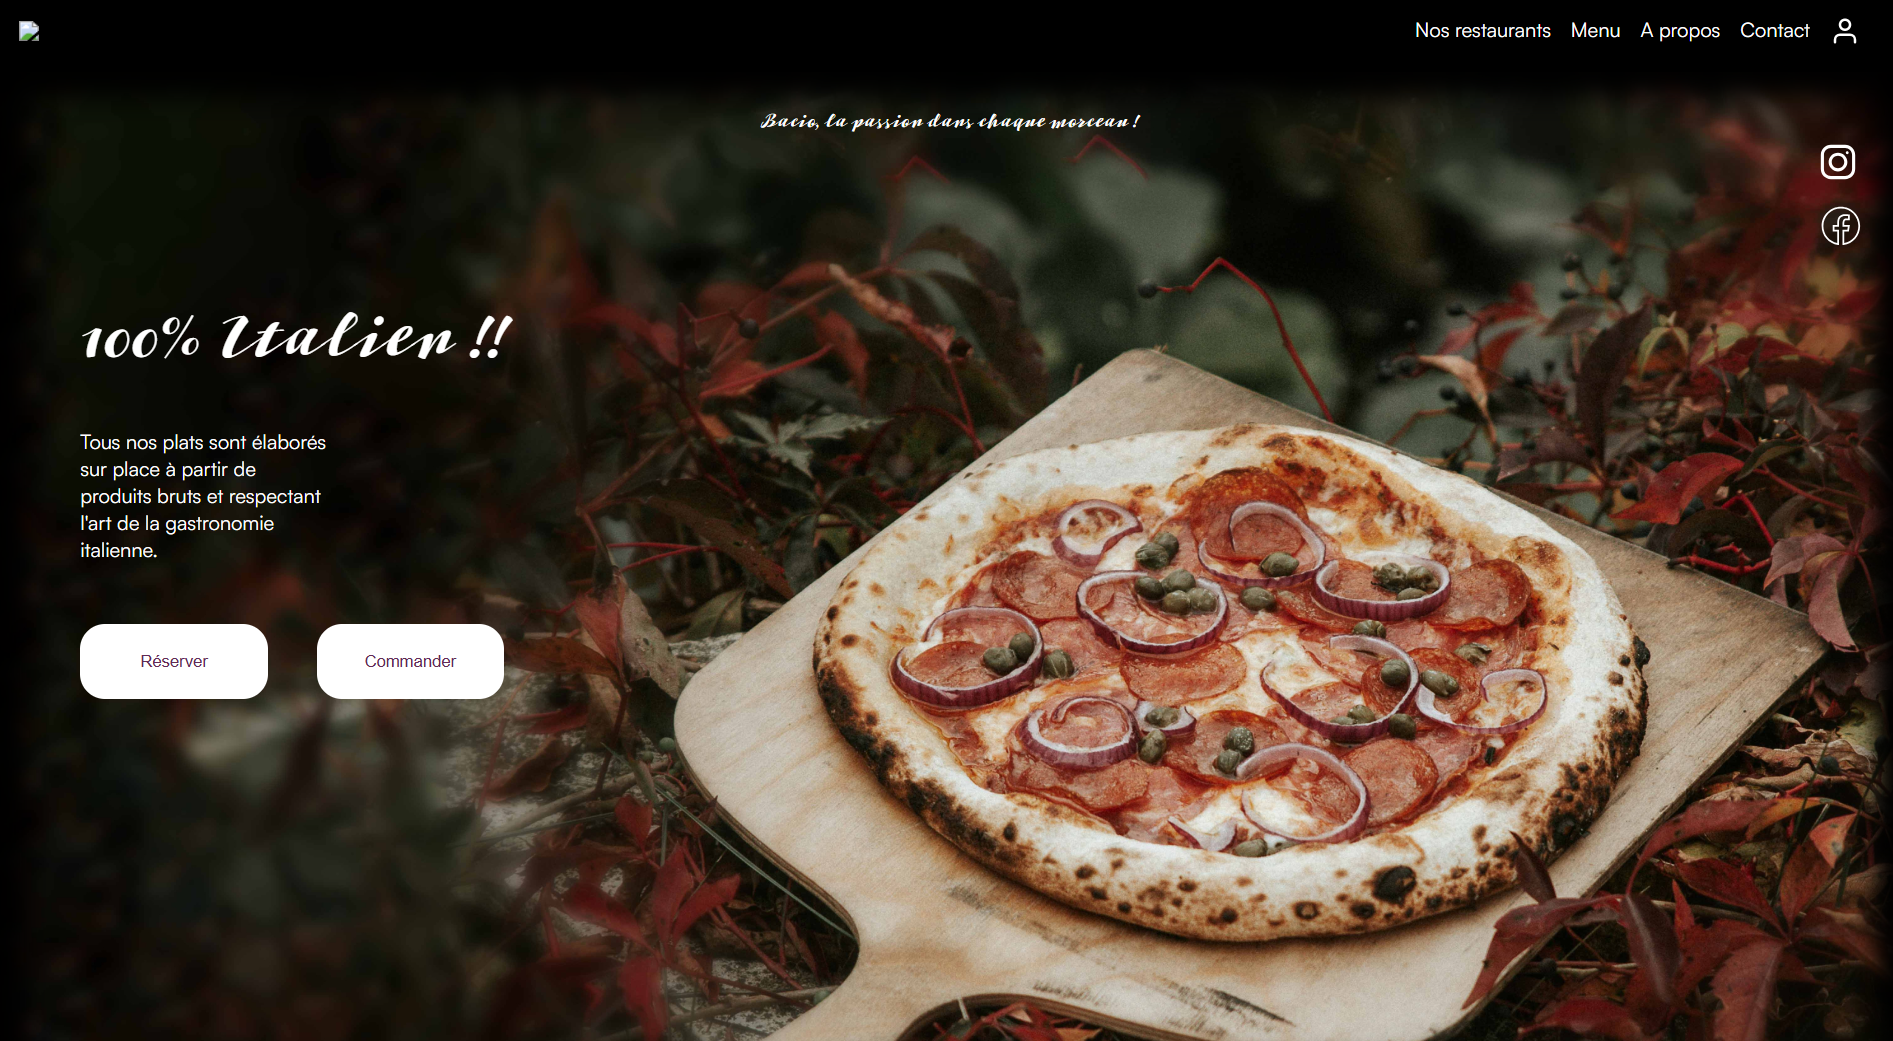 Nos restaurants Menu A propos Contact
Bacio, la passion dans chaque morceau !
100% Italien !!
Tous nos plats sont élaborés
sur place à partir de
produits bruts et respectant
l'art de la gastronomie
italienne.
Réserver Commander